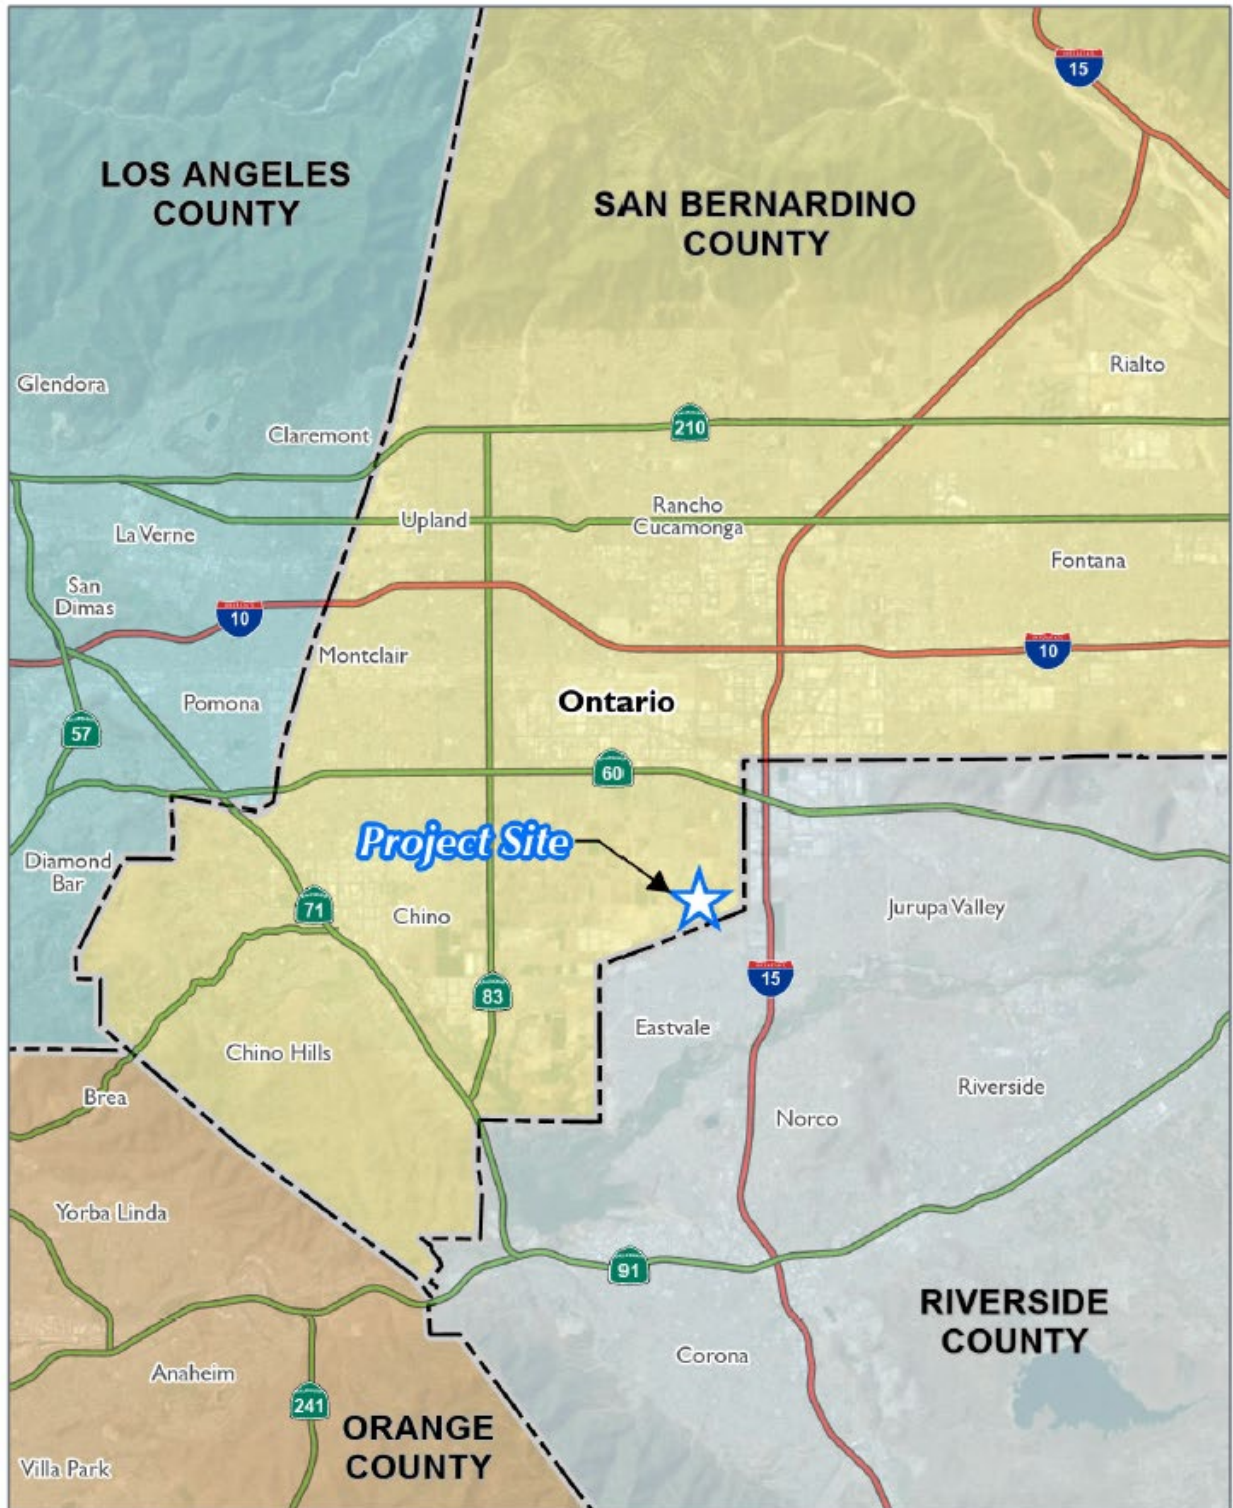 15
LOS ANGELES
COUNTY
SAN BERNARDINO
COUNTY
Rialto
Glendora
210
Claremont
Rancho
Cucamonga
Upland
La Verne
Fontana
San
Dimas
10
10
Montclair
Ontario
Pomona
57
60
Project Site
Diamond
Bar
71
Chino
Jurupa Valley
15
83
Eastvale
Chino Hills
Brea
Riverside
Norco
Yorba Linda
91
RIVERSIDE
COUNTY
Corona
Anaheim
241
ORANGE
COUNTY
Villa Park